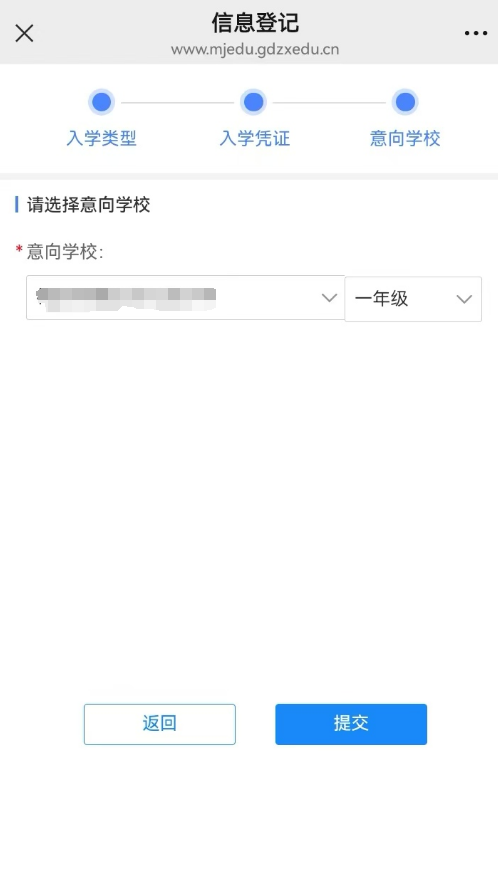 信息登记
www.mjedu.gdzxedu.cn
入学类型 入学凭证 意向学校
请选择意向学校
*意向学校:
一年级
返回 提交